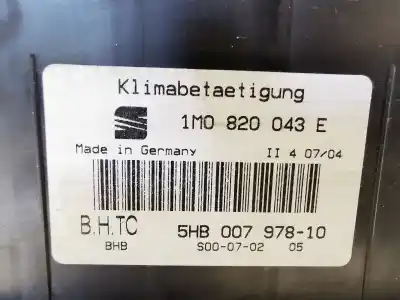 Klimabetaetigung
1M0 820 043 E
Made in Germany II 4 07/04
B.H.TC 5HB 007 978-10
BHB S00-07-02 05